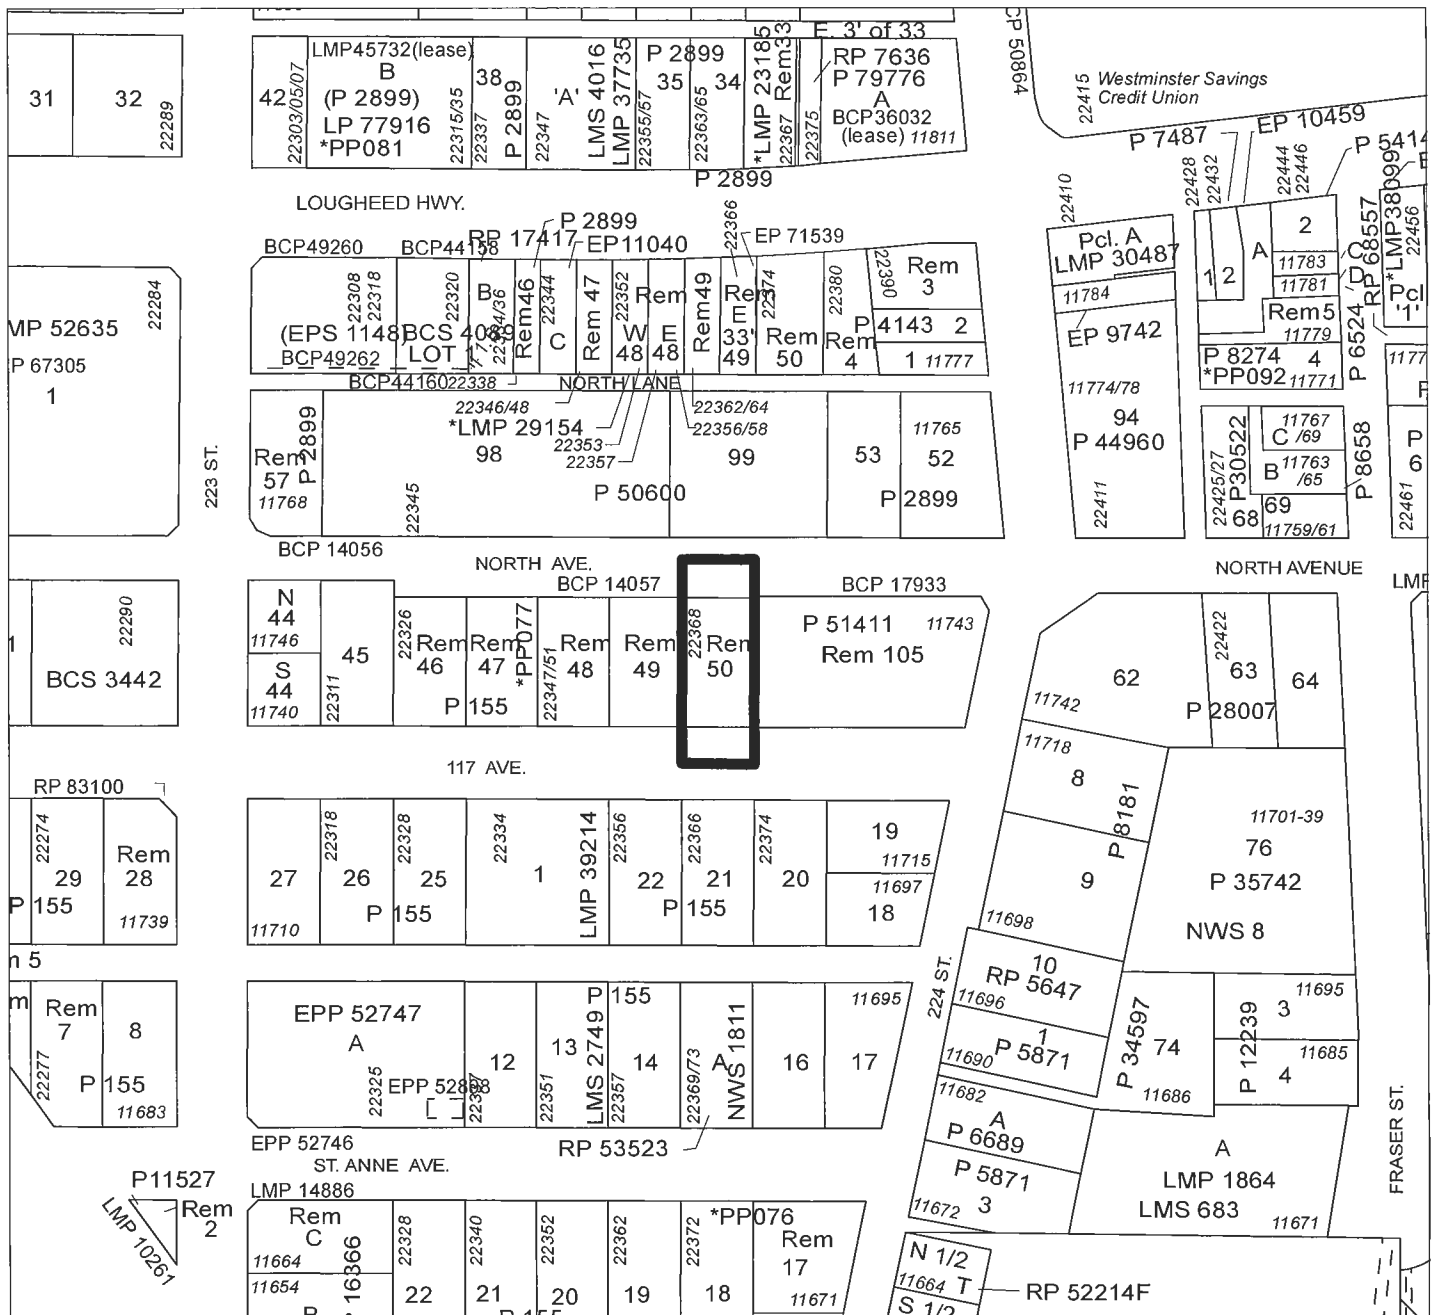 E. 3' of 33
31
32
22289
42
22303/05/07
LMP45732(lease)
B
(P 2899)
LP 77916
*PP081
22315/35
38
22337
P 2899
22347
'A'
LMS 4016
LMP 37735
P 2899
35
34
22355/57
22363/65
*LMP 23185
Rem33
22367
22375
RP 7636
P 79776
A
BCP36032
(lease) 11811
P 2899
CP 50864
22415
Westminster Savings
Credit Union
P 7487
EP 10459
22428
22432
22444
22446
P 5414
LOUGHEED HWY.
BCP49260
BCP44158
RP 17417
P 2899
EP11040
22366
EP 71539
22410
Pcl. A
LMP 30487
11784
EP 9742
1
2
A
2
11783
11781
C
D
Rem 5
11779
P 8274
4
*PP092
11771
P 6524
RP 68557
*LMP38099
22456
Pcl
'1'
MP 52635
P 67305
1
22284
22308
22318
(EPS 1148)
BCP49262
22320
BCS 4089
LOT 1
B
Rem46
22344
C
Rem 47
22352
Rem
W
48
E
48
Rem49
Rem
E
33'
49
22374
Rem
50
22380
Rem
4
22390
Rem
3
P 4143
2
1
11777
BCP44160
22338
NORTH LANE
22346/48
*LMP 29154
22353
22357
22362/64
22356/58
223 ST.
Rem
57
11768
P 2899
98
22345
P 50600
99
53
11765
52
P 2899
11774/78
94
P 44960
22411
22425/27
P30522
68
11767
C /69
B
11763
/65
69
11759/61
P 8658
1177
P
6
22461
BCP 14056
NORTH AVE.
BCP 14057
BCP 17933
NORTH AVENUE
LMP
1
22290
BCS 3442
N
44
11746
S
44
11740
45
22311
22326
Rem
46
Rem
47
P 155
*PP077
22347/51
Rem
48
Rem
49
22368
Rem
50
P 51411
11743
Rem 105
62
11742
22422
63
64
P 28007
RP 83100
117 AVE.
11718
8
P 8181
9
11698
11701-39
76
P 35742
NWS 8
22274
29
P 155
Rem
28
11739
27
11710
22318
26
22328
25
P 155
22334
1
LMP 39214
22356
22
22366
21
P 155
22374
20
19
11715
11697
18
m 5
m
Rem
7
8
22277
P 155
11683
EPP 52747
A
22325
12
22351
13
LMS 2749
P 155
14
22357
A
22369/73
NWS 1811
16
11695
17
224 ST.
10
RP 5647
11696
1
P 5871
11690
P 34597
74
11686
P 12239
11695
3
11685
4
11682
A
P 6689
P 5871
3
11672
A
LMP 1864
LMS 683
11671
FRASER ST.
EPP 52746
RP 53523
ST. ANNE AVE.
P11527
LMP 10261
Rem
2
LMP 14886
Rem
C
11664
11654
16366
22328
22
22340
21
22352
20
22362
19
22372
18
*PP076
Rem
17
11671
N 1/2
11664 T
S 1/2
RP 52214F